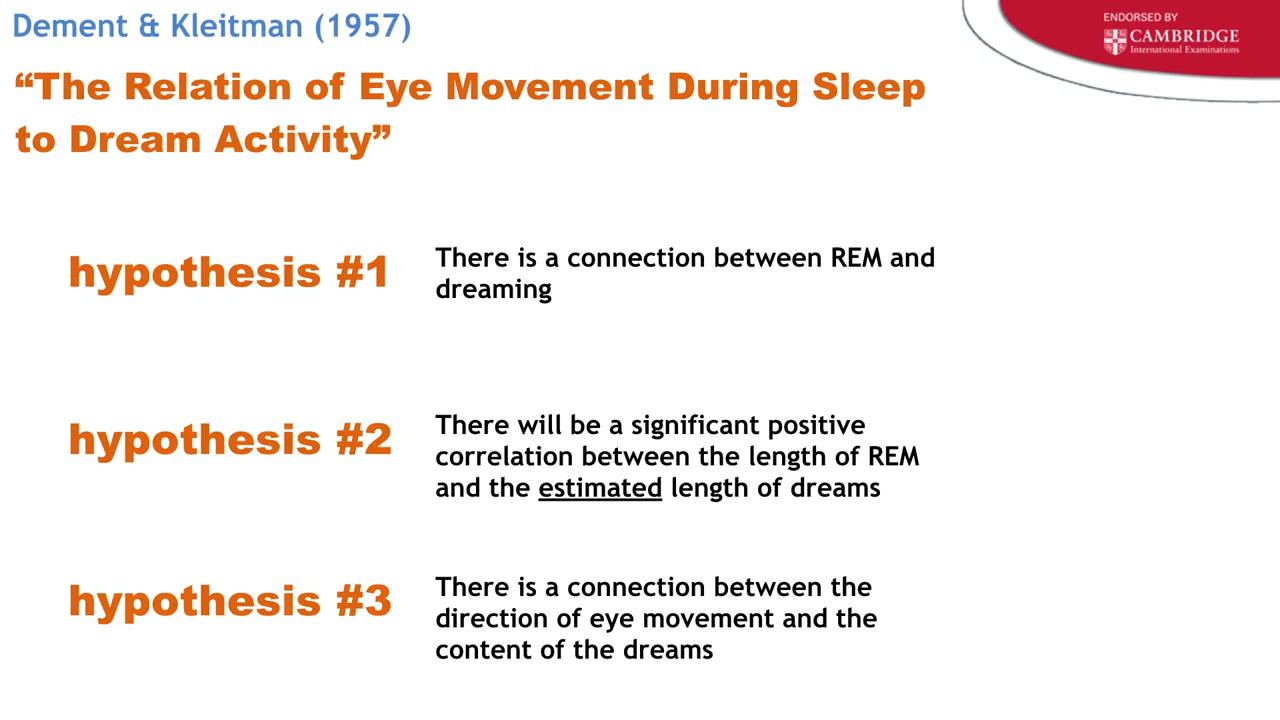 Dement & Kleitman (1957)
ENDORSED BY
CAMBRIDGE
International Examinations
“The Relation of Eye Movement During Sleep
to Dream Activity”
hypothesis #1
There is a connection between REM and
dreaming
hypothesis #2
There will be a significant positive
correlation between the length of REM
and the estimated length of dreams
hypothesis #3
There is a connection between the
direction of eye movement and the
content of the dreams